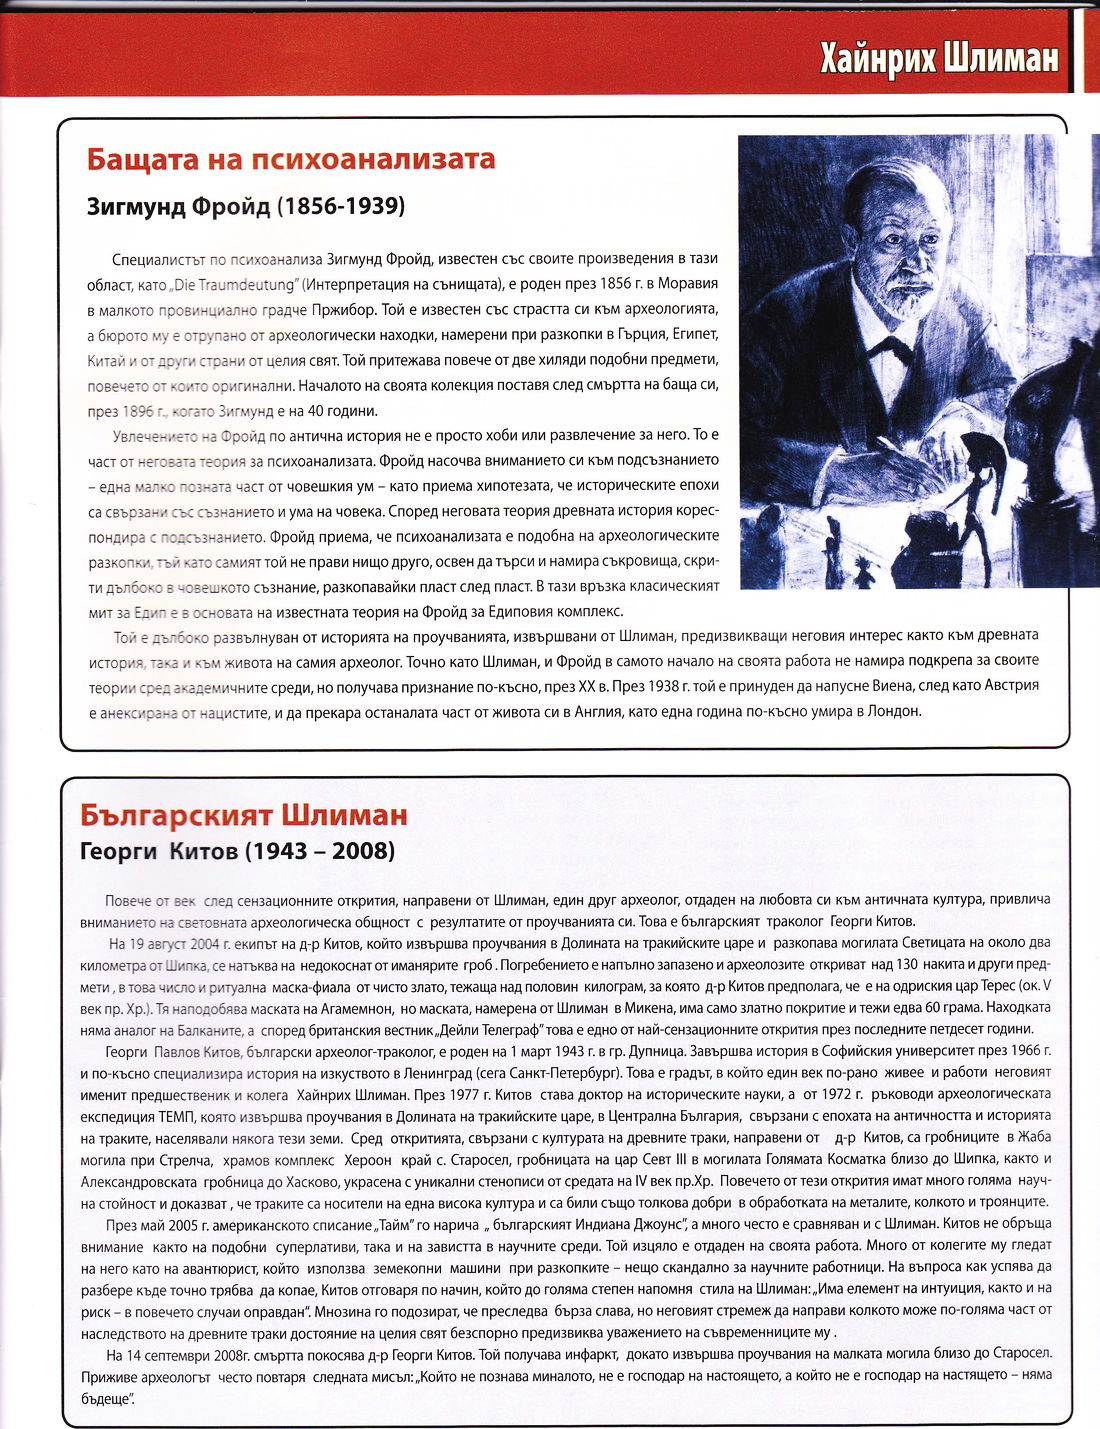 Хайнрих Шлиман
Бащата на психоанализата
Зигмунд Фройд (1856-1939)
Специалистът по психоанализа Зигмунд Фройд, известен със своите произведения в тази
област, като „Die Traumdeutung” (Интерпретация на сънищата), е роден през 1856 г. в Моравия
в малкото провинциално градче Пржибор. Той е известен със страстта си към археологията,
а бюрото му е отрупано от археологически находки, намерени при разкопки в Гърция, Египет,
Китай и от други страни от целия свят. Той притежава повече от две хиляди подобни предмети,
повечето от които оригинални. Началото на своята колекция поставя след смъртта на баща си,
през 1896 г., когато Зигмунд е на 40 години.
Увлечението на Фройд по антична история не е просто хоби или развлечение за него. То е
част от неговата теория за психоанализата. Фройд насочва вниманието си към подсъзнанието
– една малко позната част от човешкия ум – като приема хипотезата, че историческите епохи
са свързани със съзнанието и ума на човека. Според неговата теория древната история корес-
пондира с подсъзнанието. Фройд приема, че психоанализата е подобна на археологическите
разкопки, тъй като самият той не прави нищо друго, освен да търси и намира съкровища, скри-
ти дълбоко в човешкото съзнание, разкопавайки пласт след пласт. В тази връзка класическият
мит за Едип е в основата на известната теория на Фройд за Едиповия комплекс.
Той е дълбоко развълнуван от историята на проучванията, извършвани от Шлиман, предизвикващи неговия интерес както към древната
история, така и към живота на самия археолог. Точно като Шлиман, и Фройд в самото начало на своята работа не намира подкрепа за своите
теории сред академичните среди, но получава признание по-късно, през XX в. През 1938 г. той е принуден да напусне Виена, след като Австрия
е анексирана от нацистите, и да прекара останалата част от живота си в Англия, като една година по-късно умира в Лондон.
Българският Шлиман
Георги Китов (1943 – 2008)
Повече от век след сензационните открития, направени от Шлиман, един друг археолог, отдаден на любовта си към античната култура, привлича
вниманието на световната археологическа общност с резултатите от проучванията си. Това е българският траколог Георги Китов.
На 19 август 2004 г. екипът на д-р Китов, който извършва проучвания в Долината на тракийските царе и разкопава могилата Светицата на около два
километра от Шипка, се натъква на недокоснат от иманярите гроб . Погребението е напълно запазено и археолозите откриват над 130 накита и други пред-
мети , в това число и ритуална маска-фиала от чисто злато, тежаща над половин килограм, за която д-р Китов предполага, че е на одриския цар Терес (ок. V
век пр. Хр.). Тя наподобява маската на Агамемнон, но маската, намерена от Шлиман в Микена, има само златно покритие и тежи едва 60 грама. Находката
няма аналог на Балканите, а според британския вестник „Дейли Телеграф” това е едно от най-сензационните открития през последните петдесет години.
Георги Павлов Китов, български археолог-траколог, е роден на 1 март 1943 г. в гр. Дупница. Завършва история в Софийския университет през 1966 г.
и по-късно специализира история на изкуството в Ленинград (сега Санкт-Петербург). Това е градът, в който един век по-рано живее и работи неговият
именит предшественик и колега Хайнрих Шлиман. През 1977 г. Китов става доктор на историческите науки, а от 1972 г. ръководи археологическата
експедиция ТЕМП, която извършва проучвания в Долината на тракийските царе, в Централна България, свързани с епохата на античността и историята
на траките, населявали някога тези земи. Сред откритията, свързани с културата на древните траки, направени от д-р Китов, са гробниците в Жаба
могила при Стрелча, храмов комплекс Хероон край с. Старосел, гробницата на цар Севт III в могилата Голямата Косматка близо до Шипка, както и
Александровската гробница до Хасково, украсена с уникални стенописи от средата на IV век пр.Хр. Повечето от тези открития имат много голяма науч-
на стойност и доказват , че траките са носители на една висока култура и са били също толкова добри в обработката на металите, колкото и троянците.
През май 2005 г. американското списание „Тайм” го нарича „ българският Индиана Джоунс”, а много често е сравняван и с Шлиман. Китов не обръща
внимание както на подобни суперлативи, така и на завистта в научните среди. Той изцяло е отдаден на своята работа. Много от колегите му гледат
на него като на авантюрист, който използва земекопни машини при разкопките – нещо скандално за научните работници. На въпроса как успява да
разбере къде точно трябва да копае, Китов отговаря по начин, който до голяма степен напомня стила на Шлиман: „Има елемент на интуиция, както и на
риск – в повечето случаи оправдан”. Мнозина го подозират, че преследва бърза слава, но неговият стремеж да направи колкото може по-голяма част от
наследството на древните траки достояние на целия свят безспорно предизвиква уважението на съвременниците му .
На 14 септември 2008г. смъртта покосява д-р Георги Китов. Той получава инфаркт, докато извършва проучвания на малката могила близо до Старосел.
Приживе археологът често повтаря следната мисъл: „Който не познава миналото, не е господар на настоящето, а който не е господар на настящето – няма
бъдеще”.